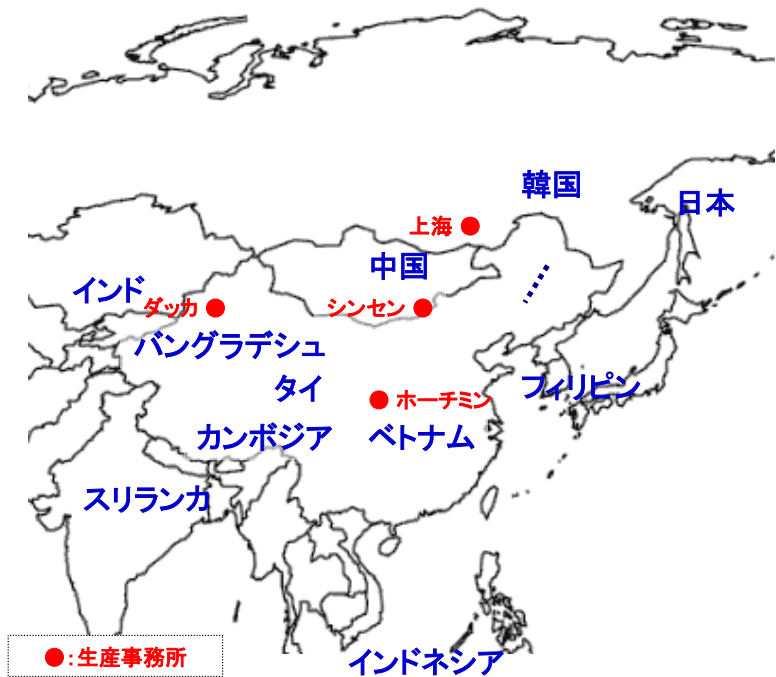 韓国
日本
上海
中国
インド
ダッカ
シンセン
バングラデシュ
タイ
フィリピン
ホーチミン
カンボジア
ベトナム
スリランカ
●:生産事務所
インドネシア